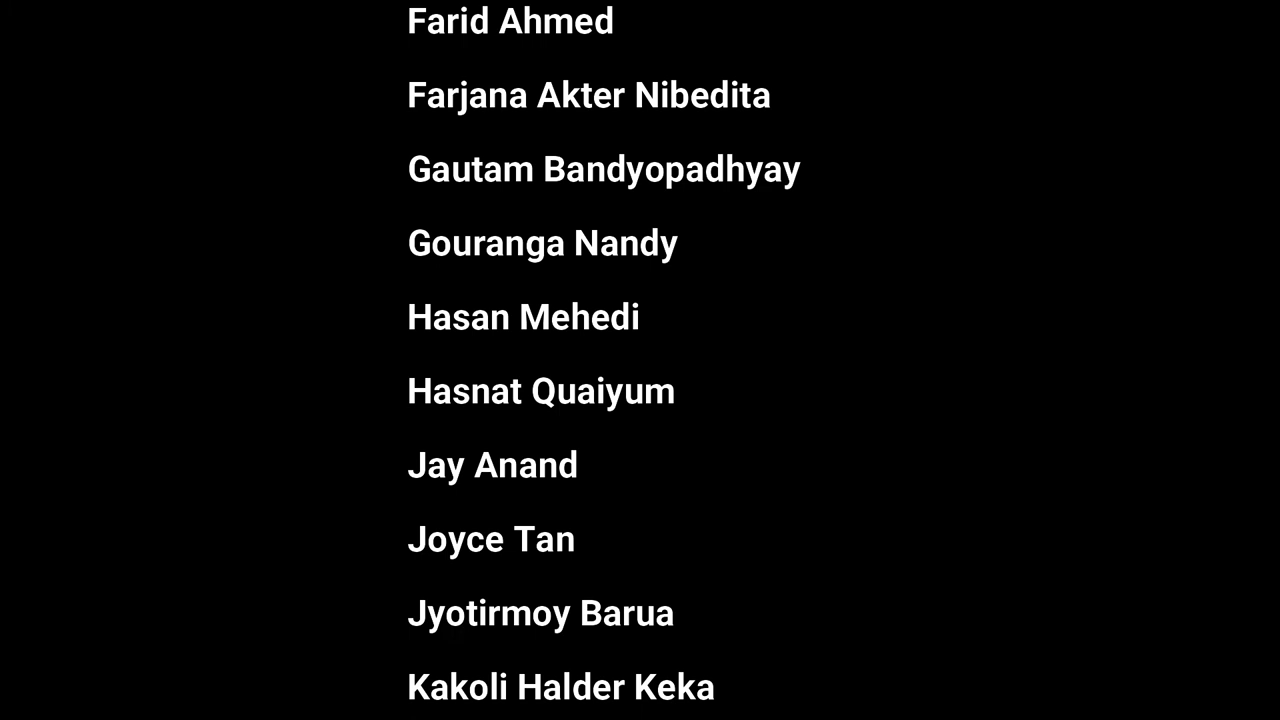 Farid Ahmed
Farjana Akter Nibedita
Gautam Bandyopadhyay
Gouranga Nandy
Hasan Mehedi
Hasnat Quaiyum
Jay Anand
Joyce Tan
Jyotirmoy Barua
Kakoli Halder Keka